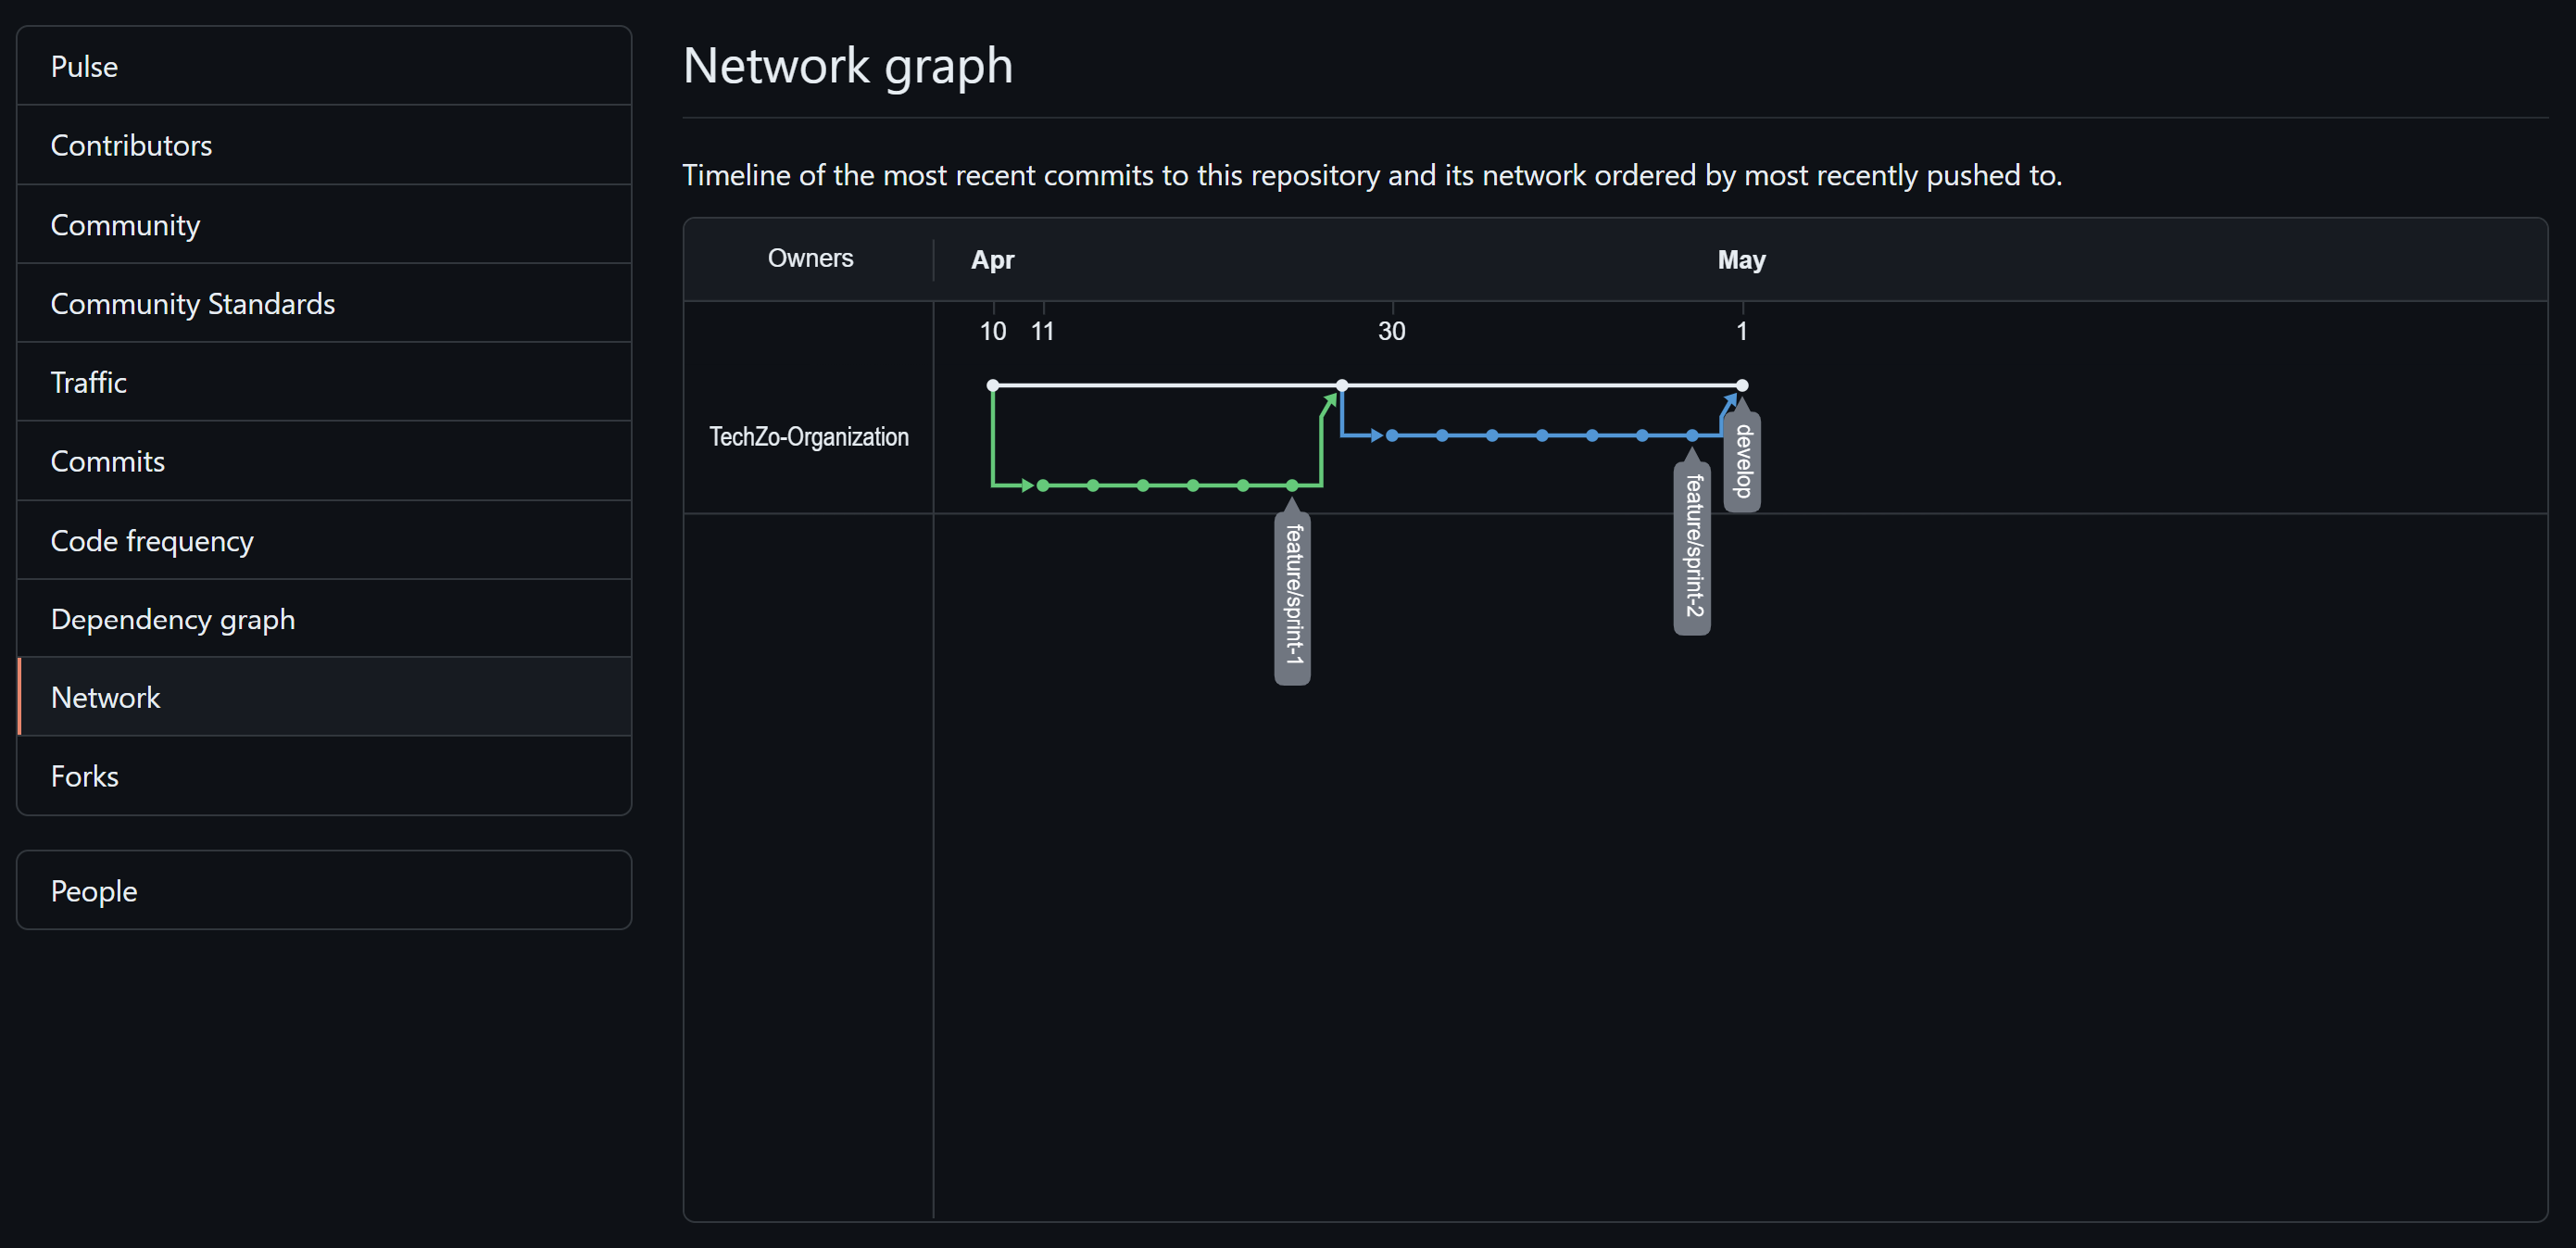 Pulse
Contributors
Community
Community Standards
Traffic
Commits
Code frequency
Dependency graph
Network
Forks
People
Network graph
Timeline of the most recent commits to this repository and its network ordered by most recently pushed to.
Owners Apr May
10 11 30 1
TechZo-Organization
develop
feature/sprint-2
feature/sprint-1